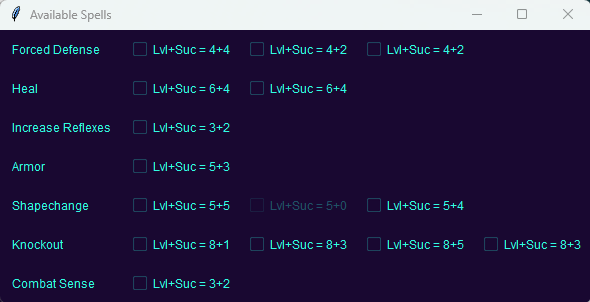 Available Spells
Forced Defense Lvl+Suc = 4+4 Lvl+Suc = 4+2 Lvl+Suc = 4+2
Heal Lvl+Suc = 6+4 Lvl+Suc = 6+4
Increase Reflexes Lvl+Suc = 3+2
Armor Lvl+Suc = 5+3
Shapechange Lvl+Suc = 5+5 Lvl+Suc = 5+0 Lvl+Suc = 5+4
Knockout Lvl+Suc = 8+1 Lvl+Suc = 8+3 Lvl+Suc = 8+5 Lvl+Suc = 8+3
Combat Sense Lvl+Suc = 3+2